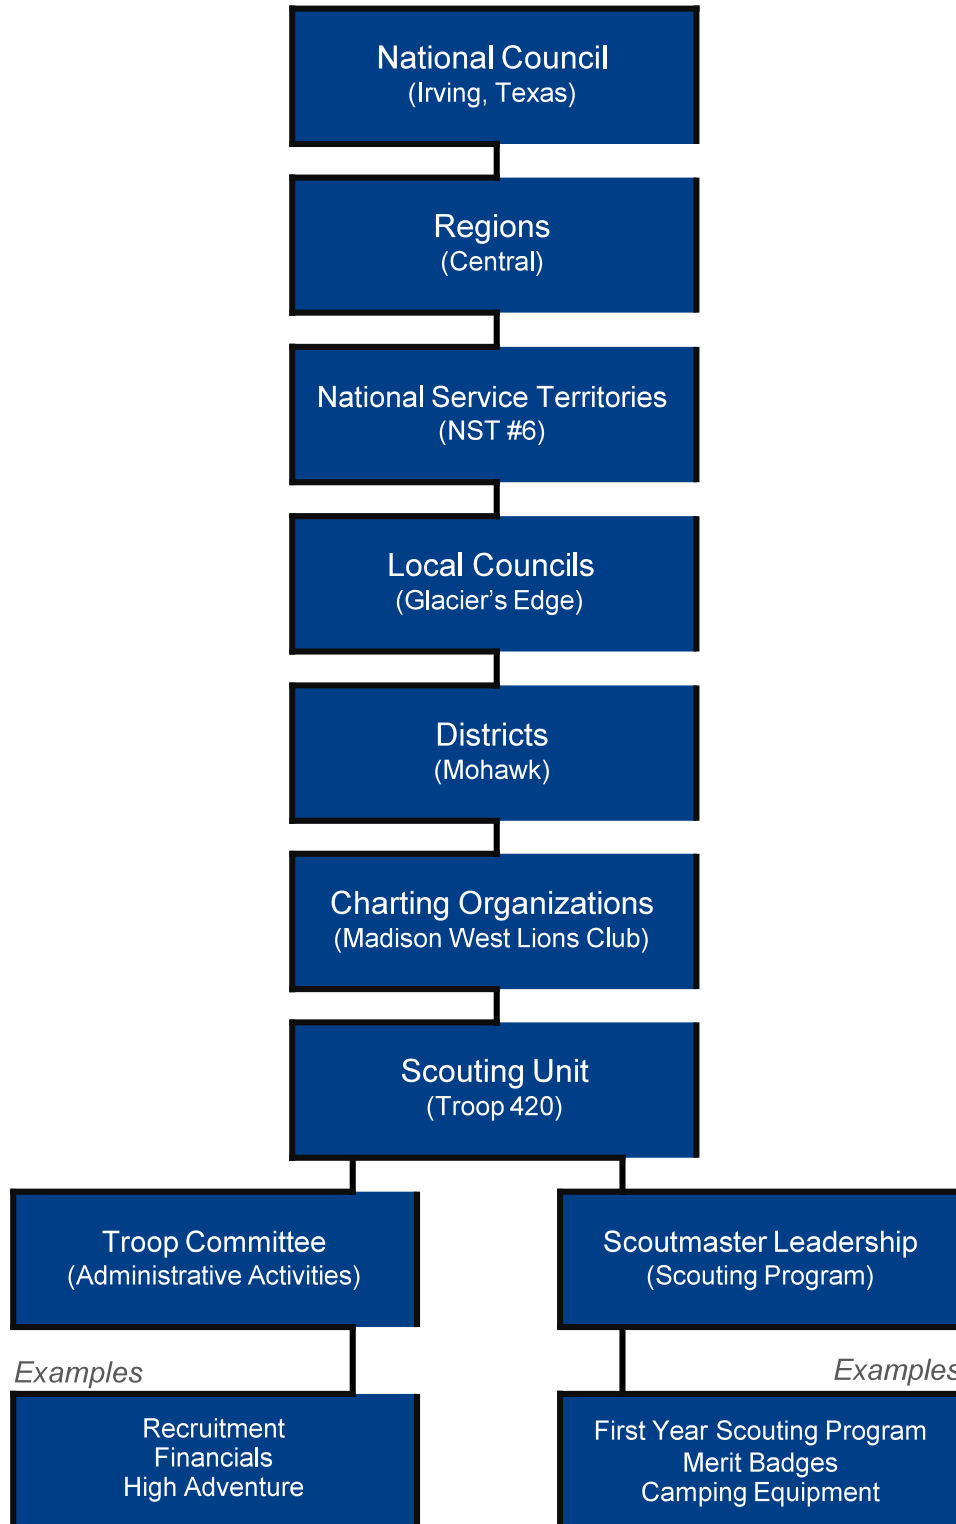 National Council
(Irving, Texas)
Regions
(Central)
National Service Territories
(NST #6)
Local Councils
(Glacier’s Edge)
Districts
(Mohawk)
Charting Organizations
(Madison West Lions Club)
Scouting Unit
(Troop 420)
Troop Committee
(Administrative Activities)
Scoutmaster Leadership
(Scouting Program)
Examples
Recruitment
Financials
High Adventure
Examples
First Year Scouting Program
Merit Badges
Camping Equipment